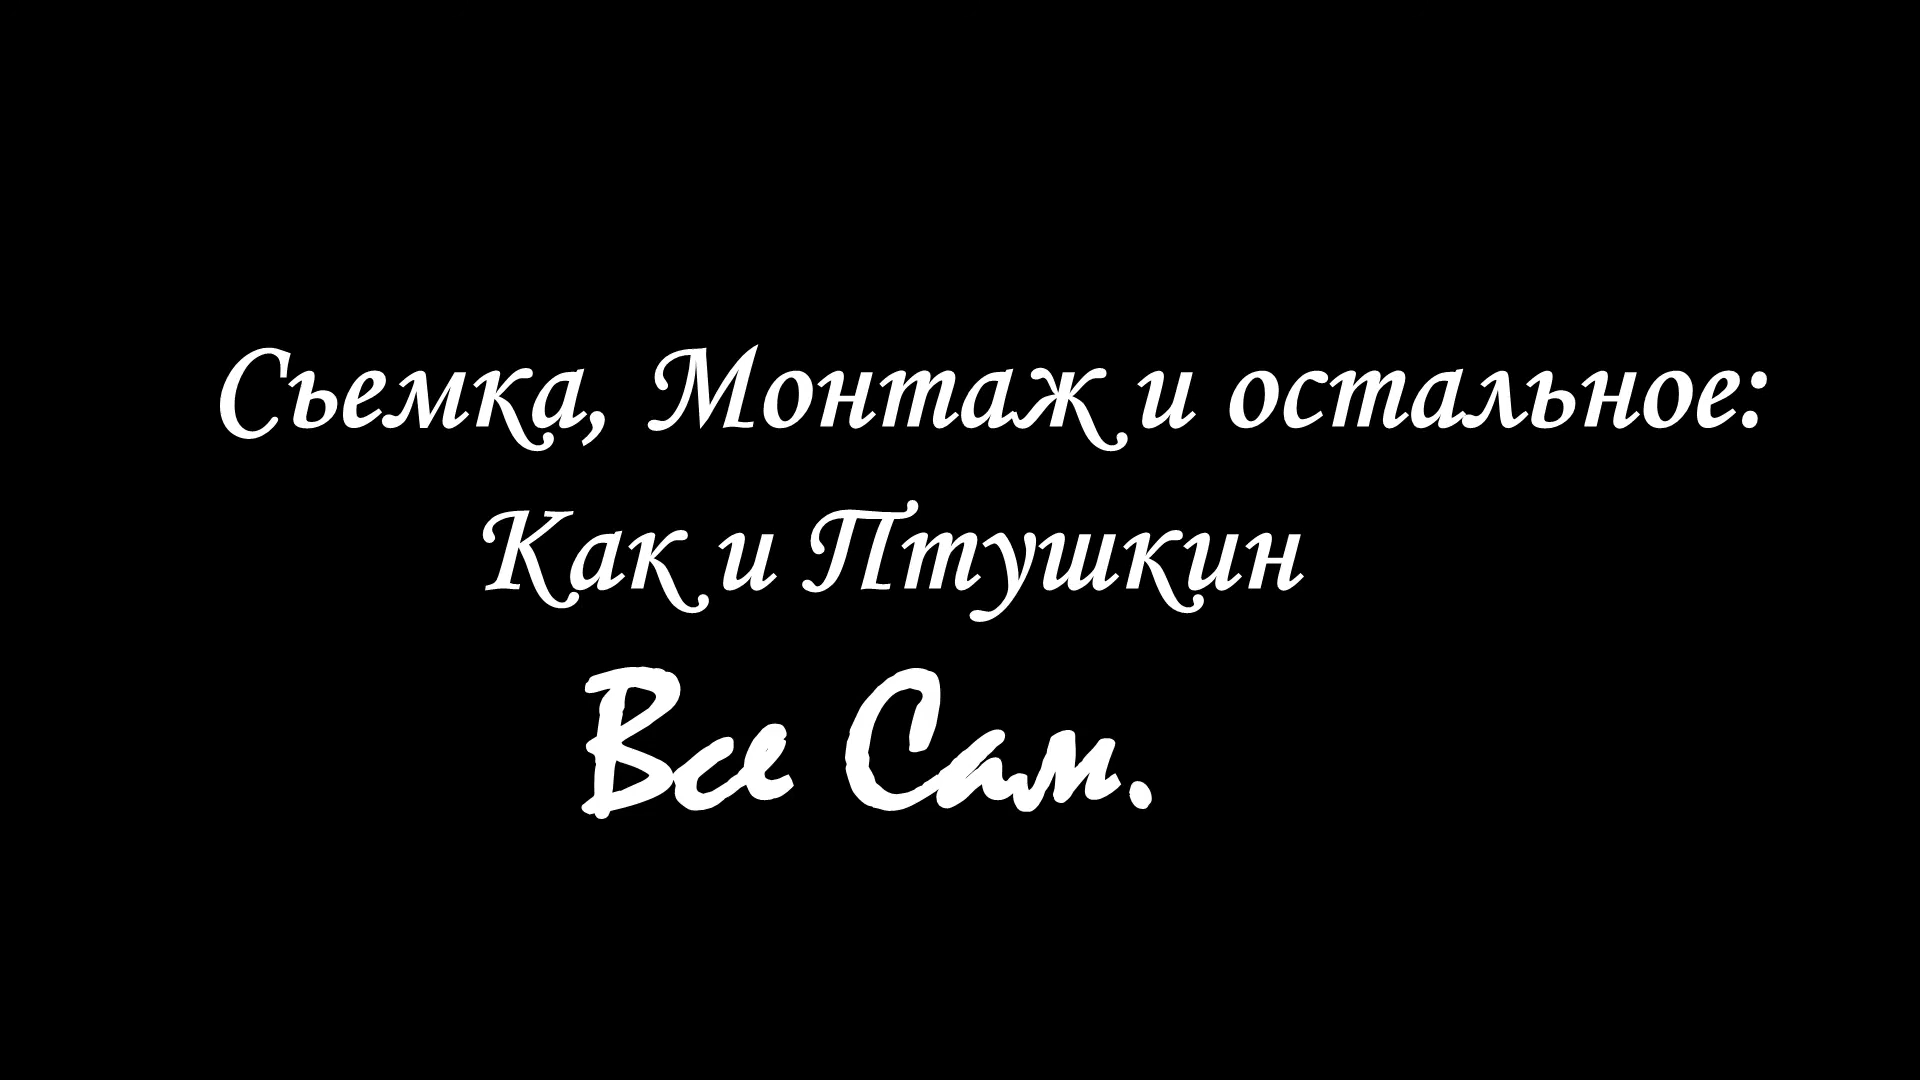 Сьемка, Монтаж и остальное:
Как и Птушкин
Все Сам.